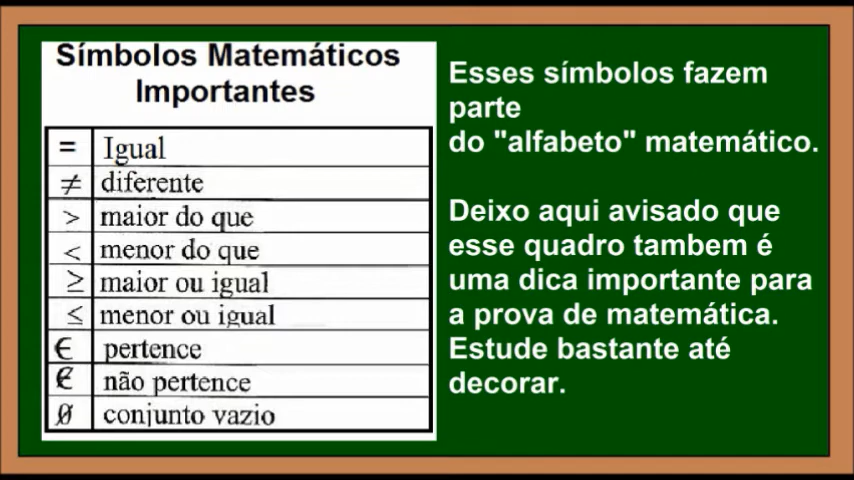 Símbolos Matemáticos
Importantes
= Igual
≠ diferente
> maior do que
< menor do que
≥ maior ou igual
≤ menor ou igual
∈ pertence
∉ não pertence
∅ conjunto vazio
Esses símbolos fazem
parte
do "alfabeto" matemático.
Deixo aqui avisado que
esse quadro tambem é
uma dica importante para
a prova de matemática.
Estude bastante até
decorar.